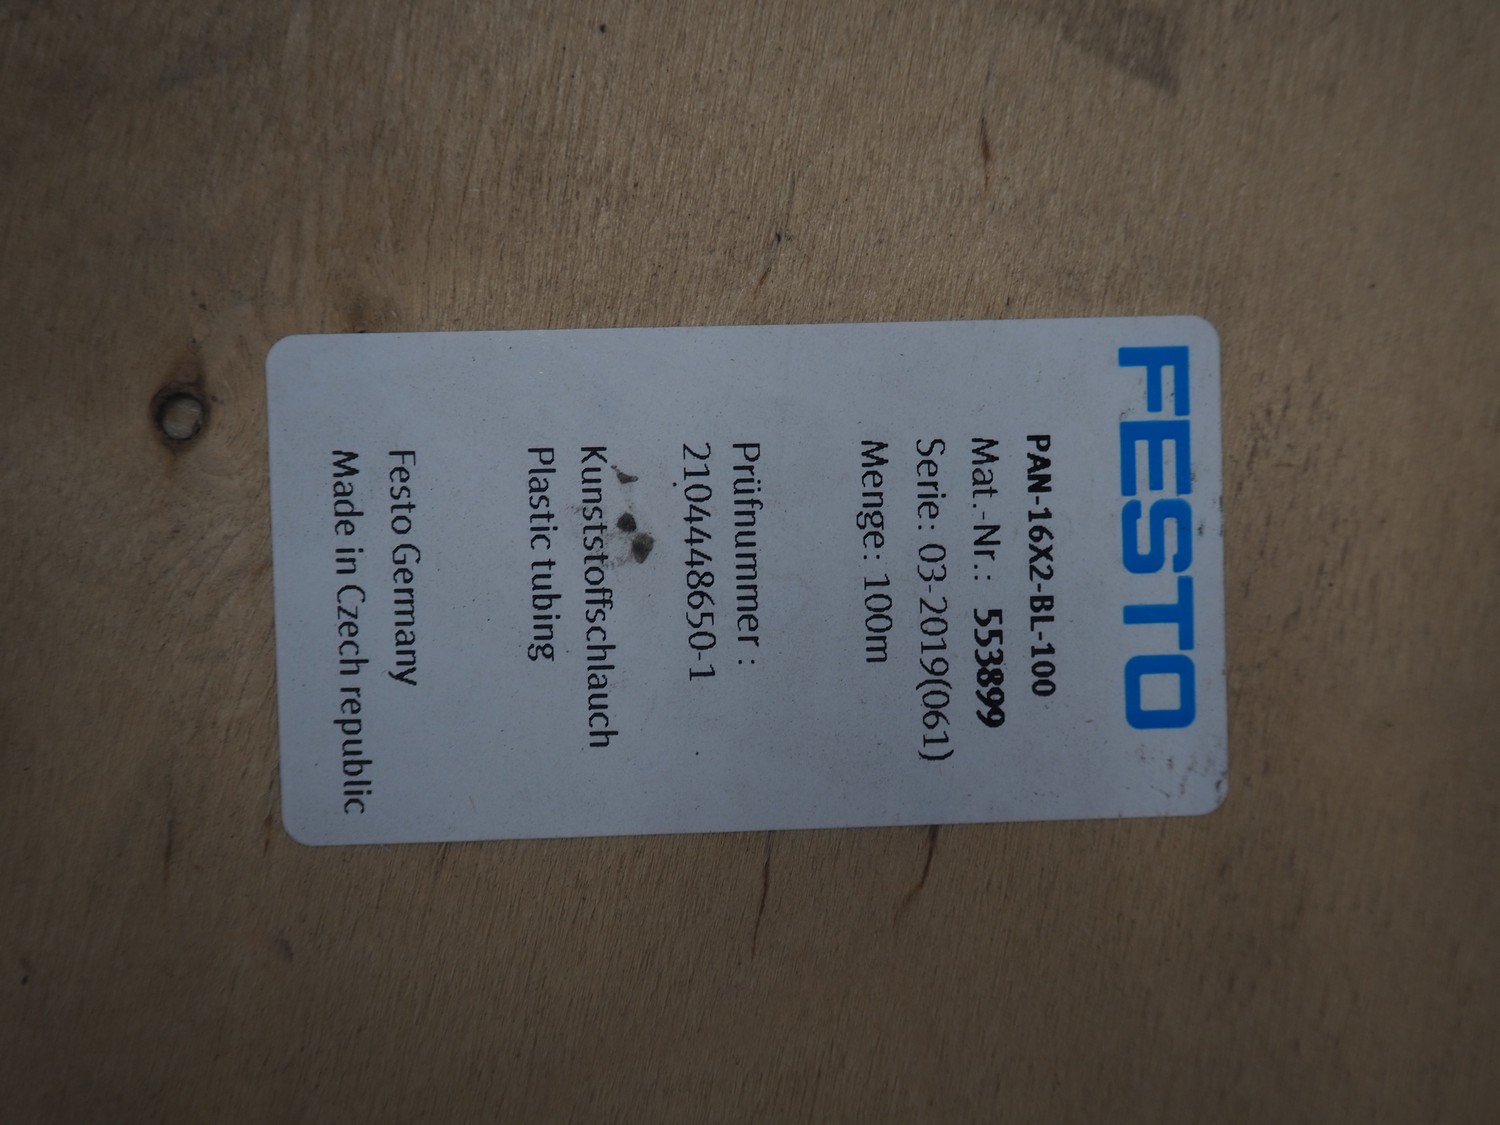 FESTO
PAN-16X2-BL-100
Mat.-Nr.: 553899
Serie: 03-2019(061)
Menge: 100m
Prüfnummer :
2104448650-1
Kunststoffschlauch
Plastic tubing
Festo Germany
Made in Czech republic